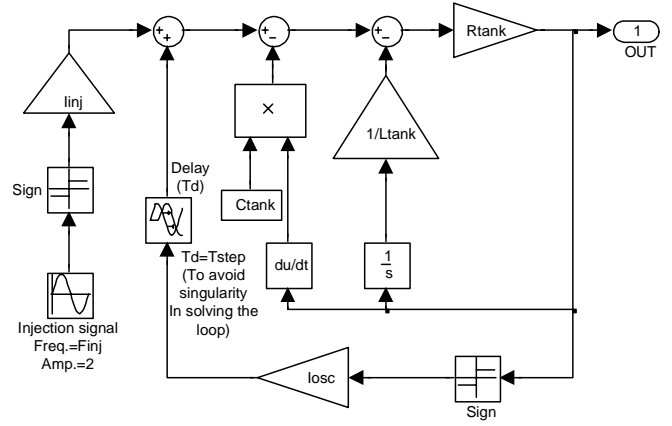 Iinj
Sign
Injection signal
Freq.=Finj
Amp.=2
+
+
Delay
(Td)
Td=Tstep
(To avoid
singularity
In solving the
loop)
+
−
×
Ctank
du/dt
+
−
1/Ltank
1
s
Rtank
1
OUT
Iosc
Sign